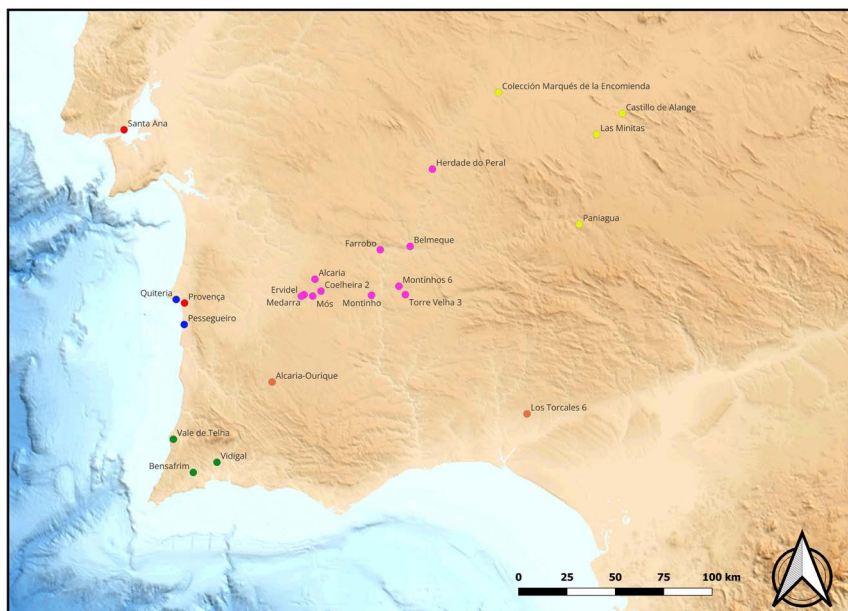 Colección Marqués de la Encomienda
Castillo de Alange
Santa Ana
Las Minitas
Herdade do Peral
Paniagua
Belmeque
Farrobo
Alcaria
Montinhos 6
Coelheira 2
Ervidel
Quiteria
Provença
Medarra
Mós
Montinho
Torre Velha 3
Pessegueiro
Alcaria-Ourique
Los Torcales 6
Vale de Telha
Vidigal
Bensafrim
0 25 50 75 100 km